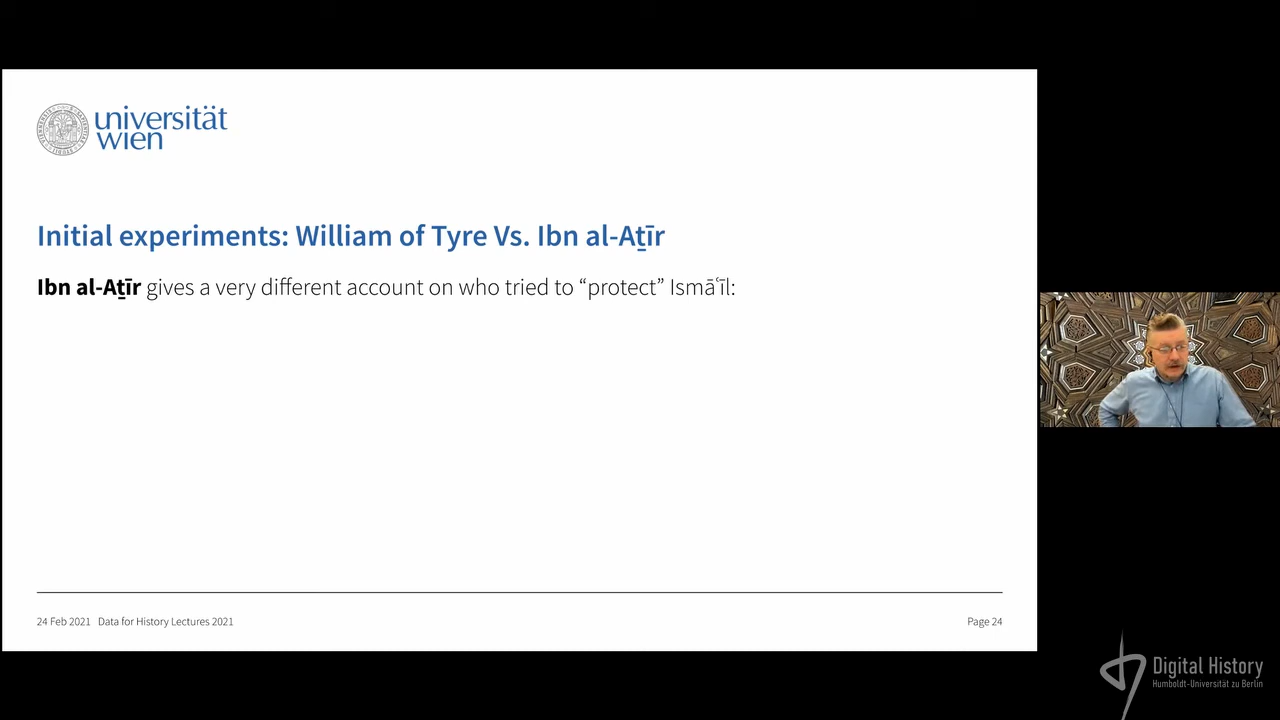 universität
wien
Initial experiments: William of Tyre Vs. Ibn al-Aṯīr
Ibn al-Aṯīr gives a very different account on who tried to “protect” Ismāʿīl:
24 Feb 2021 Data for History Lectures 2021
Page 24
Digital History
Humboldt-Universität zu Berlin